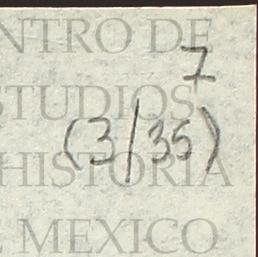 NTRO DE
7
STUDIOS
(3/35)
HISTORIA
MEXICO